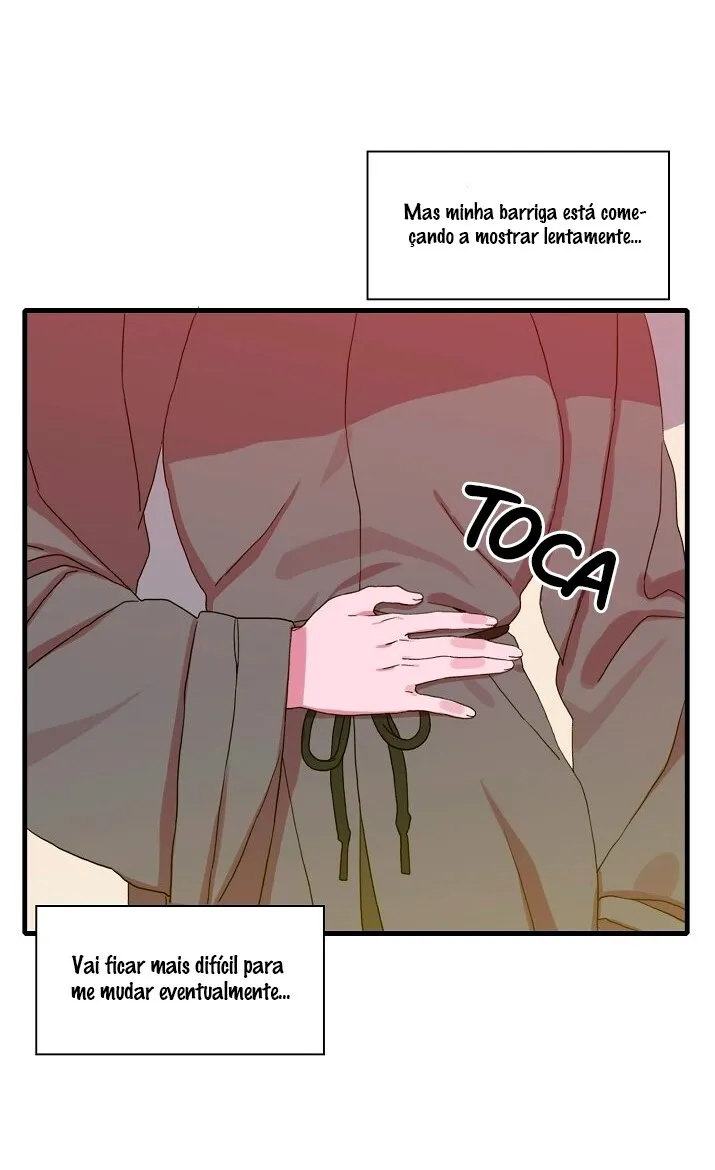 Mas minha barriga está come-
çando a mostrar lentamente...
TOCA
Vai ficar mais difícil para
me mudar eventualmente...